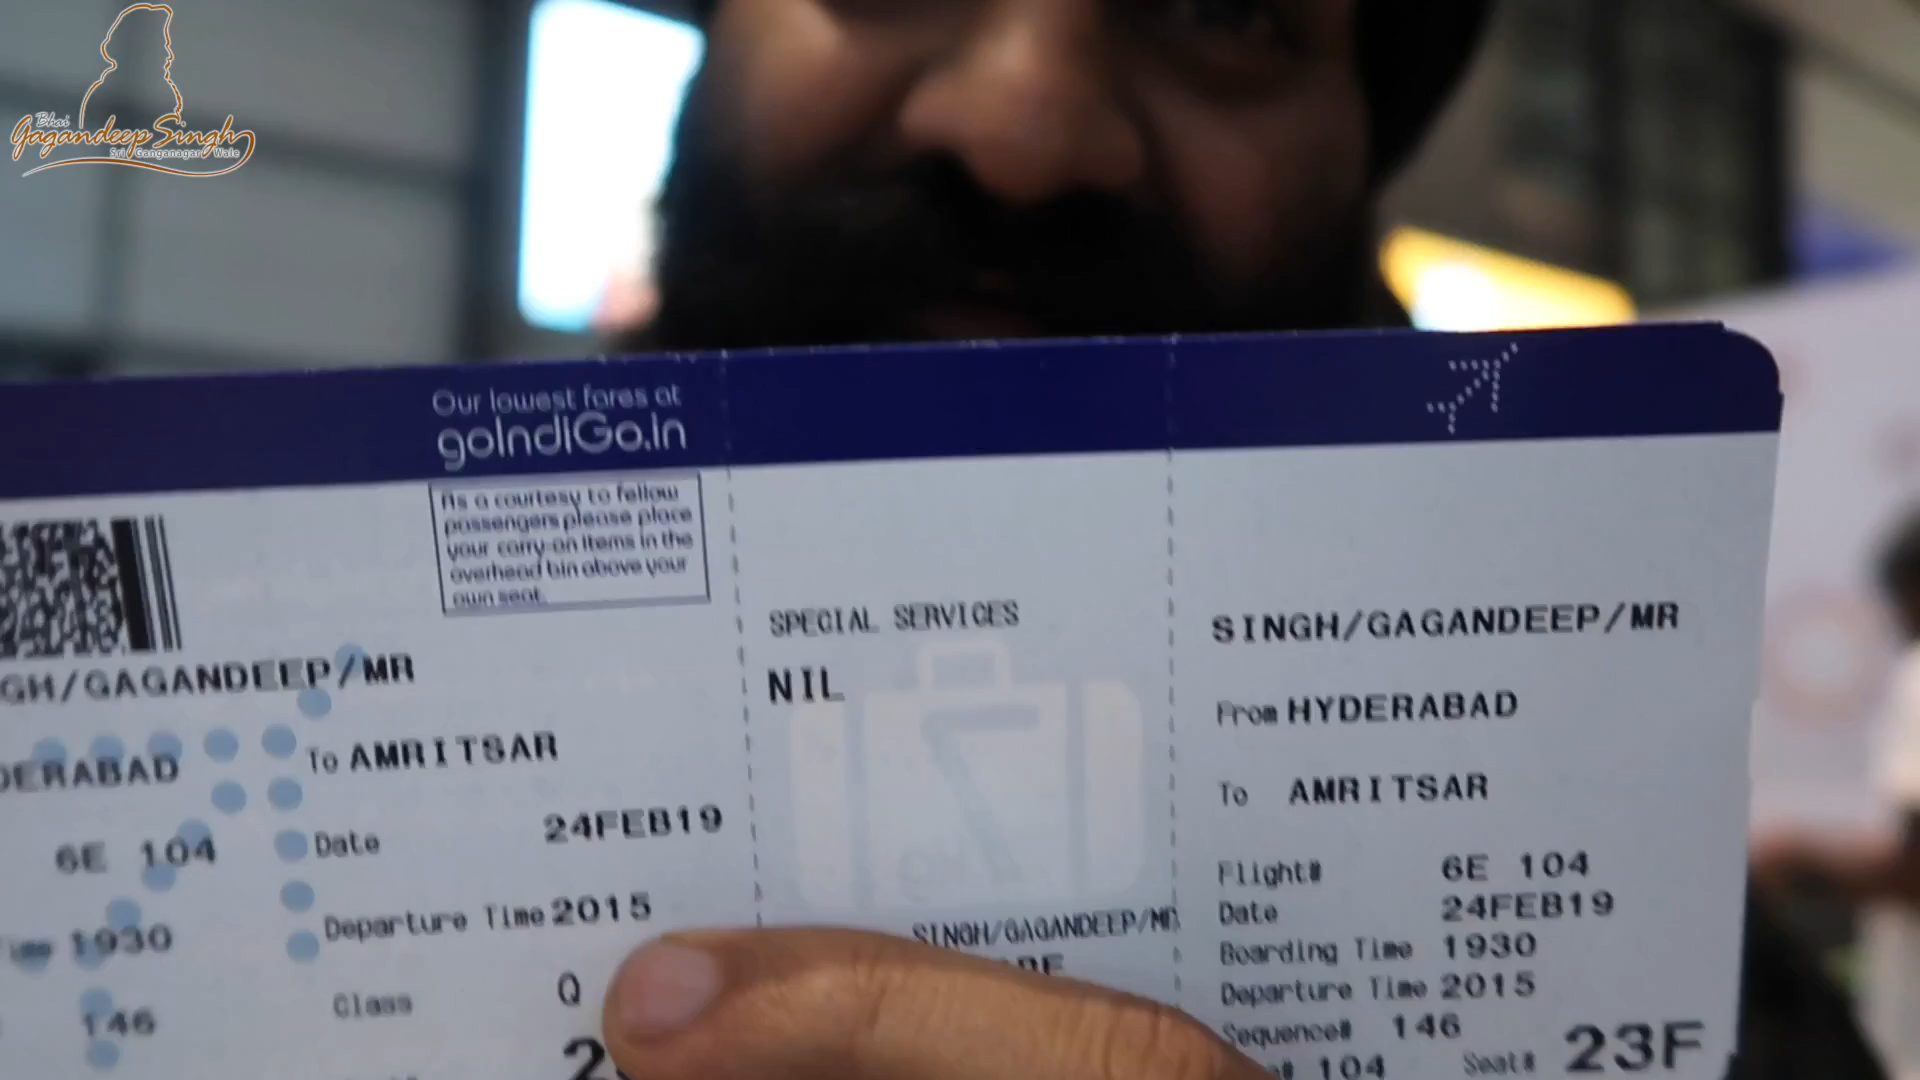 Bhai
Gagandeep Singh
Sri Ganganagar Wale
Our lowest fares at
goIndiGo.in
As a courtesy to fellow
passengers please place
your carry-on items in the
overhead bin above your
own seat.
GH/GAGANDEEP/MR
DERABAD To AMRITSAR
6E 104 Date 24FEB19
1930 Departure Time 2015
146 Class Q
SPECIAL SERVICES
NIL
7
SINGH/GAGANDEEP/MR
SINGH/GAGANDEEP/MR
From HYDERABAD
To AMRITSAR
Flight# 6E 104
Date 24FEB19
Boarding Time 1930
Departure Time 2015
Sequence# 146
104 Seat# 23F